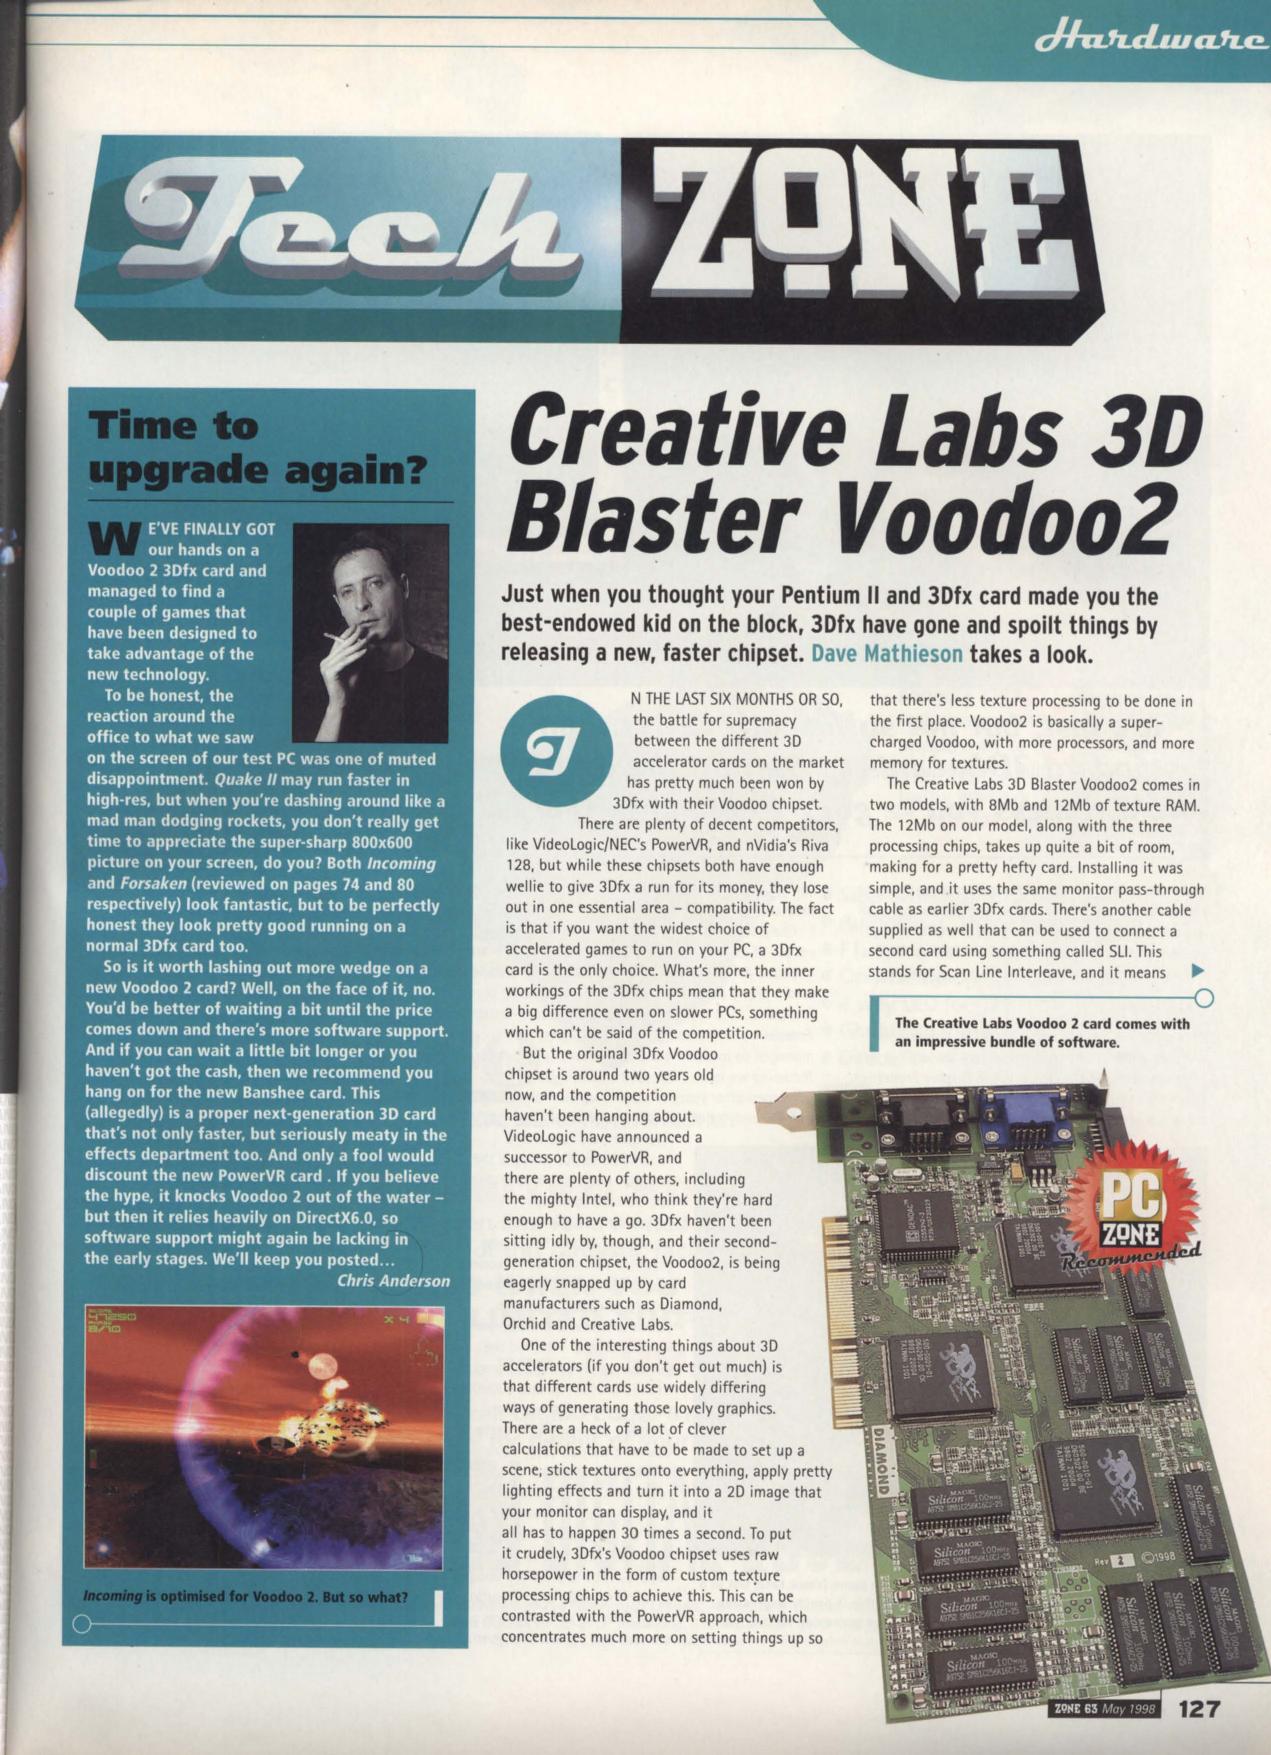 Hardware
Tech ZONE
Time to
upgrade again?
WE'VE FINALLY GOT
our hands on a
Voodoo 2 3Dfx card and
managed to find a
couple of games that
have been designed to
take advantage of the
new technology.
To be honest, the
reaction around the
office to what we saw
on the screen of our test PC was one of muted
disappointment. Quake II may run faster in
high-res, but when you're dashing around like a
mad man dodging rockets, you don't really get
time to appreciate the super-sharp 800x600
picture on your screen, do you? Both Incoming
and Forsaken (reviewed on pages 74 and 80
respectively) look fantastic, but to be perfectly
honest they look pretty good running on a
normal 3Dfx card too.
So is it worth lashing out more wedge on a
new Voodoo 2 card? Well, on the face of it, no.
You'd be better of waiting a bit until the price
comes down and there's more software support.
And if you can wait a little bit longer or you
haven't got the cash, then we recommend you
hang on for the new Banshee card. This
(allegedly) is a proper next-generation 3D card
that's not only faster, but seriously meaty in the
effects department too. And only a fool would
discount the new PowerVR card . If you believe
the hype, it knocks Voodoo 2 out of the water –
but then it relies heavily on DirectX6.0, so
software support might again be lacking in
the early stages. We'll keep you posted...
Chris Anderson
47250
8/10
X 4
Incoming is optimised for Voodoo 2. But so what?
Creative Labs 3D
Blaster Voodoo2
Just when you thought your Pentium II and 3Dfx card made you the
best-endowed kid on the block, 3Dfx have gone and spoilt things by
releasing a new, faster chipset. Dave Mathieson takes a look.
IN THE LAST SIX MONTHS OR SO,
the battle for supremacy
between the different 3D
accelerator cards on the market
has pretty much been won by
3Dfx with their Voodoo chipset.
There are plenty of decent competitors,
like VideoLogic/NEC's PowerVR, and nVidia's Riva
128, but while these chipsets both have enough
wellie to give 3Dfx a run for its money, they lose
out in one essential area – compatibility. The fact
is that if you want the widest choice of
accelerated games to run on your PC, a 3Dfx
card is the only choice. What's more, the inner
workings of the 3Dfx chips mean that they make
a big difference even on slower PCs, something
which can't be said of the competition.
But the original 3Dfx Voodoo
chipset is around two years old
now, and the competition
haven't been hanging about.
VideoLogic have announced a
successor to PowerVR, and
there are plenty of others, including
the mighty Intel, who think they're hard
enough to have a go. 3Dfx haven't been
sitting idly by, though, and their second-
generation chipset, the Voodoo2, is being
eagerly snapped up by card
manufacturers such as Diamond,
Orchid and Creative Labs.
One of the interesting things about 3D
accelerators (if you don't get out much) is
that different cards use widely differing
ways of generating those lovely graphics.
There are a heck of a lot of clever
calculations that have to be made to set up a
scene, stick textures onto everything, apply pretty
lighting effects and turn it into a 2D image that
your monitor can display, and it
all has to happen 30 times a second. To put
it crudely, 3Dfx's Voodoo chipset uses raw
horsepower in the form of custom texture
processing chips to achieve this. This can be
contrasted with the PowerVR approach, which
concentrates much more on setting things up so
that there's less texture processing to be done in
the first place. Voodoo2 is basically a super-
charged Voodoo, with more processors, and more
memory for textures.
The Creative Labs 3D Blaster Voodoo2 comes in
two models, with 8Mb and 12Mb of texture RAM.
The 12Mb on our model, along with the three
processing chips, takes up quite a bit of room,
making for a pretty hefty card. Installing it was
simple, and it uses the same monitor pass-through
cable as earlier 3Dfx cards. There's another cable
supplied as well that can be used to connect a
second card using something called SLI. This
stands for Scan Line Interleave, and it means
The Creative Labs Voodoo 2 card comes with
an impressive bundle of software.
PC
ZONE
Recommended
DIAMOND
MAGIC
Silicon 100MHz
MAGIC
Silicon 100MHz
MAGIC
Silicon 100MHz
MAGIC
Silicon 100MHz
Rev 2 ©1998
ZONE 63 May 1998 127